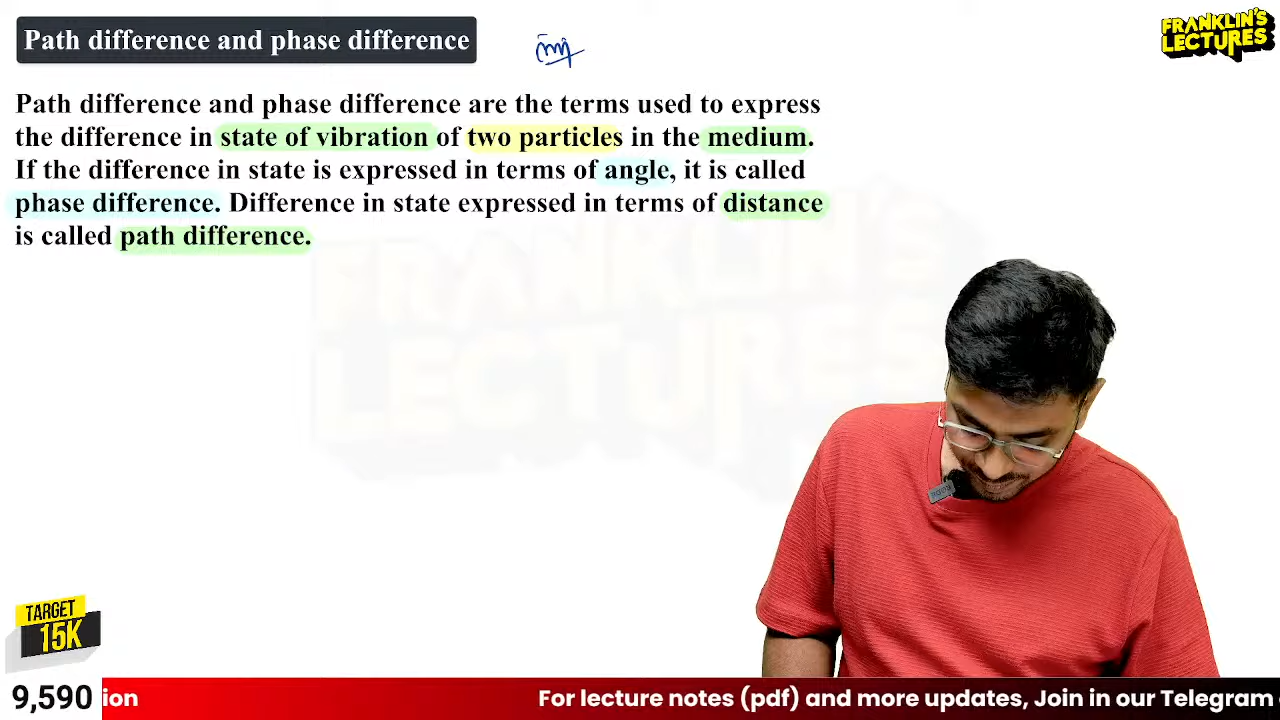 Path difference and phase difference
imp
FRANKLIN'S
LECTURES
Path difference and phase difference are the terms used to express
the difference in state of vibration of two particles in the medium.
If the difference in state is expressed in terms of angle, it is called
phase difference. Difference in state expressed in terms of distance
is called path difference.
FRANKLIN'S
LECTURES
TARGET
15K
9,590 ion For lecture notes (pdf) and more updates, Join in our Telegram